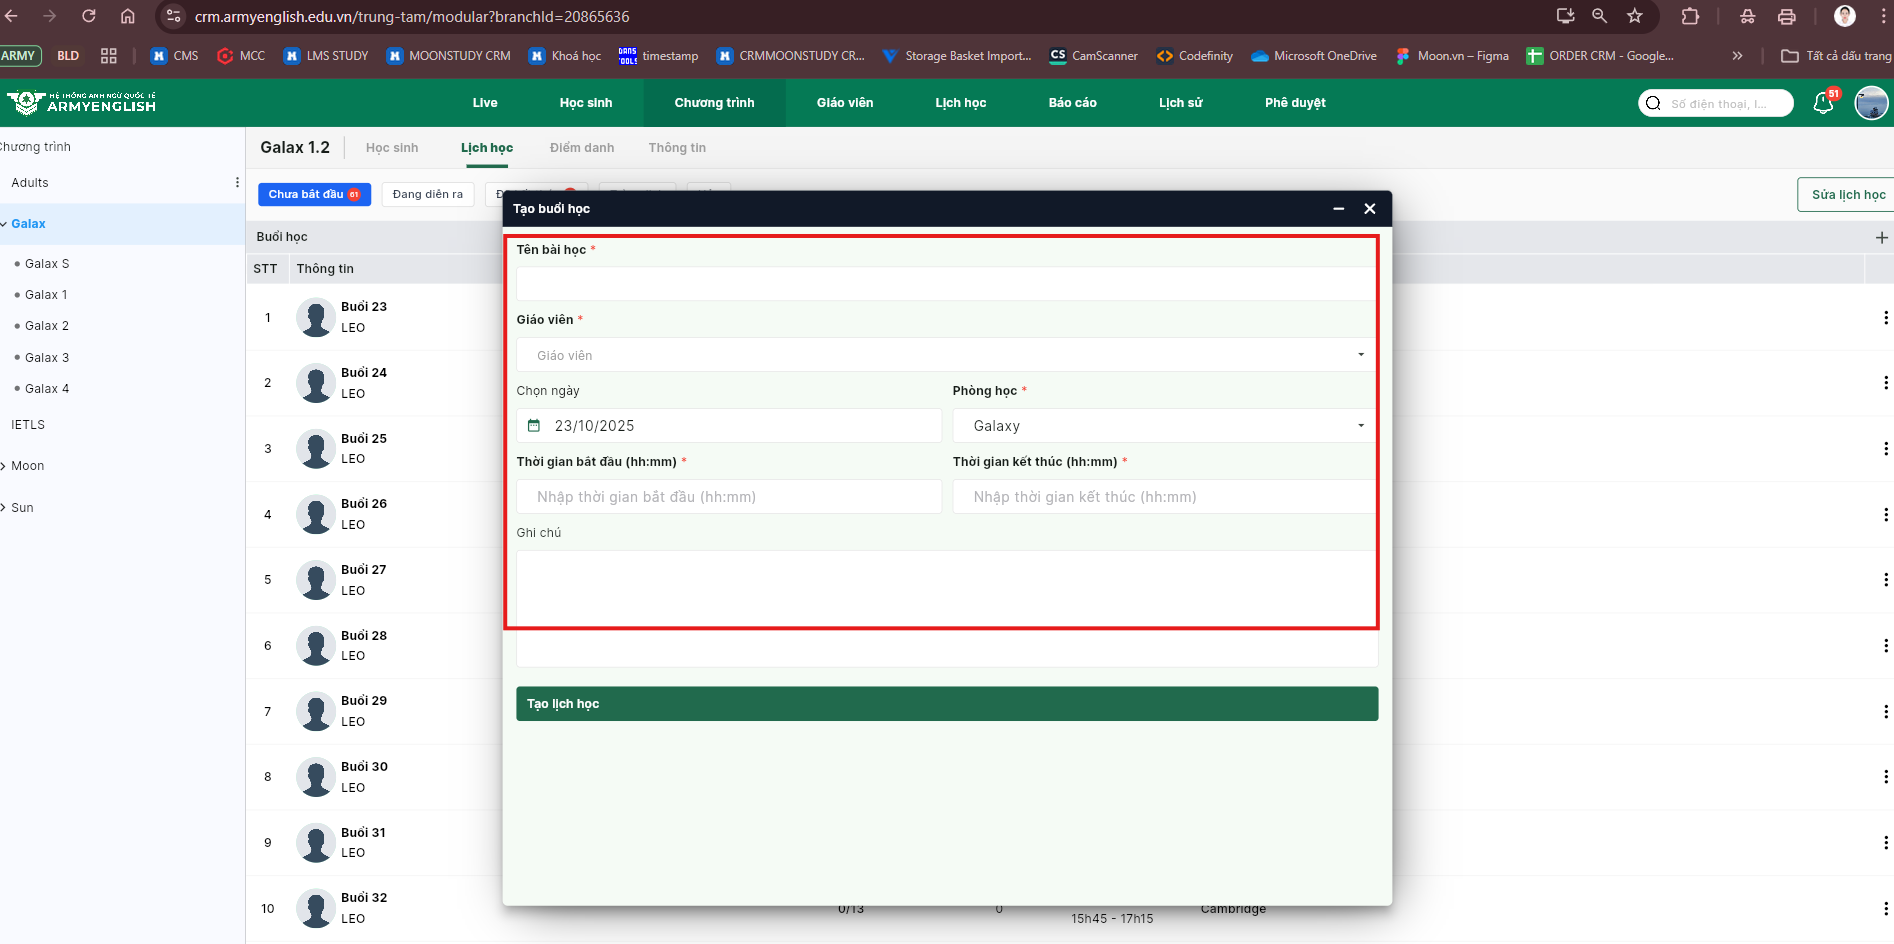 crm.armyenglish.edu.vn/trung-tam/modular?branchId=20865636
ARMY BLD CMS MCC LMS STUDY MOONSTUDY CRM Khoá học timestamp CRMMOONSTUDY CR... Storage Basket Import... CamScanner Codefinity Microsoft OneDrive Moon.vn – Figma ORDER CRM - Google... » Tất cả dấu trang
HỆ THỐNG ANH NGỮ QUỐC TẾ
ARMYENGLISH
Live Học sinh Chương trình Giáo viên Lịch học Báo cáo Lịch sử Phê duyệt Số điện thoại, I... 51
Chương trình
Adults
Galax
Galax S
Galax 1
Galax 2
Galax 3
Galax 4
IETLS
Moon
Sun
Galax 1.2 Học sinh Lịch học Điểm danh Thông tin
Chưa bắt đầu 61 Đang diễn ra Sửa lịch học
Buổi học
STT Thông tin
1 Buổi 23
LEO
2 Buổi 24
LEO
3 Buổi 25
LEO
4 Buổi 26
LEO
5 Buổi 27
LEO
6 Buổi 28
LEO
7 Buổi 29
LEO
8 Buổi 30
LEO
9 Buổi 31
LEO
10 Buổi 32
LEO
0/13 0 15h45 - 17h15 Cambridge
Tạo buổi học
Tên bài học *
Giáo viên *
Giáo viên
Chọn ngày Phòng học *
23/10/2025 Galaxy
Thời gian bắt đầu (hh:mm) * Thời gian kết thúc (hh:mm) *
Nhập thời gian bắt đầu (hh:mm) Nhập thời gian kết thúc (hh:mm)
Ghi chú
Tạo lịch học